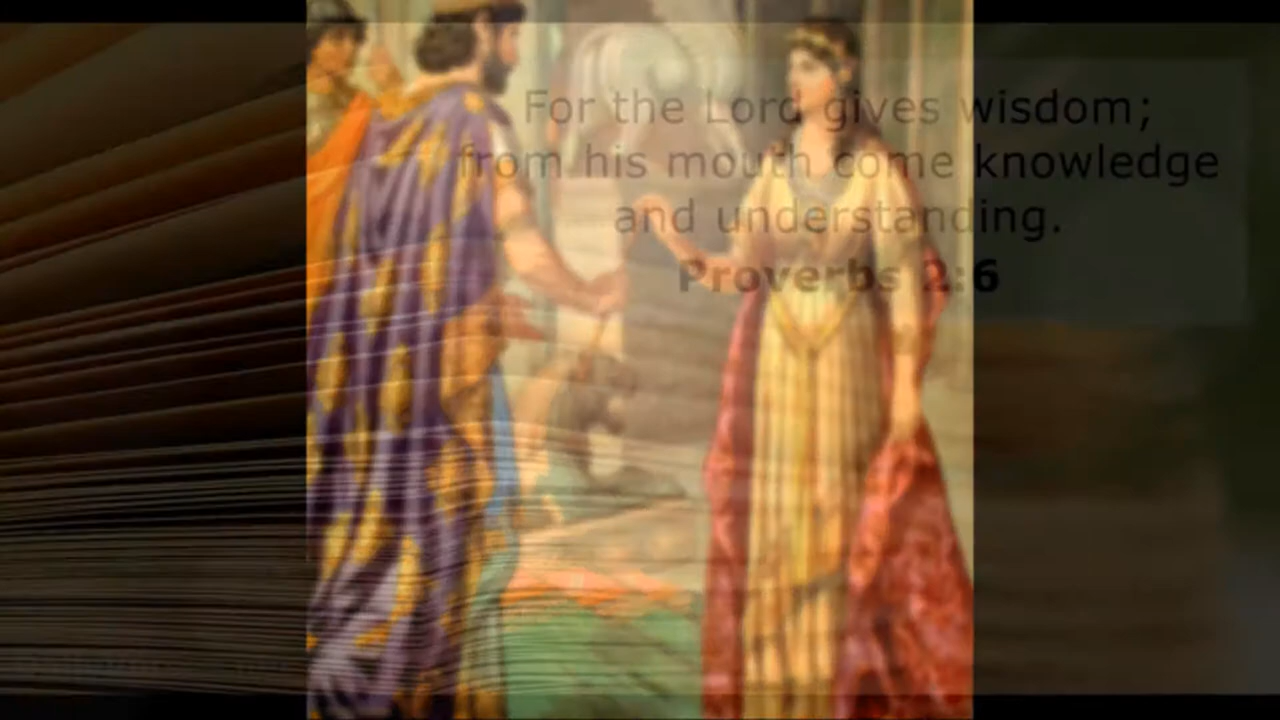 For the Lord gives wisdom;
from his mouth come knowledge
and understanding.
Proverbs 2:6